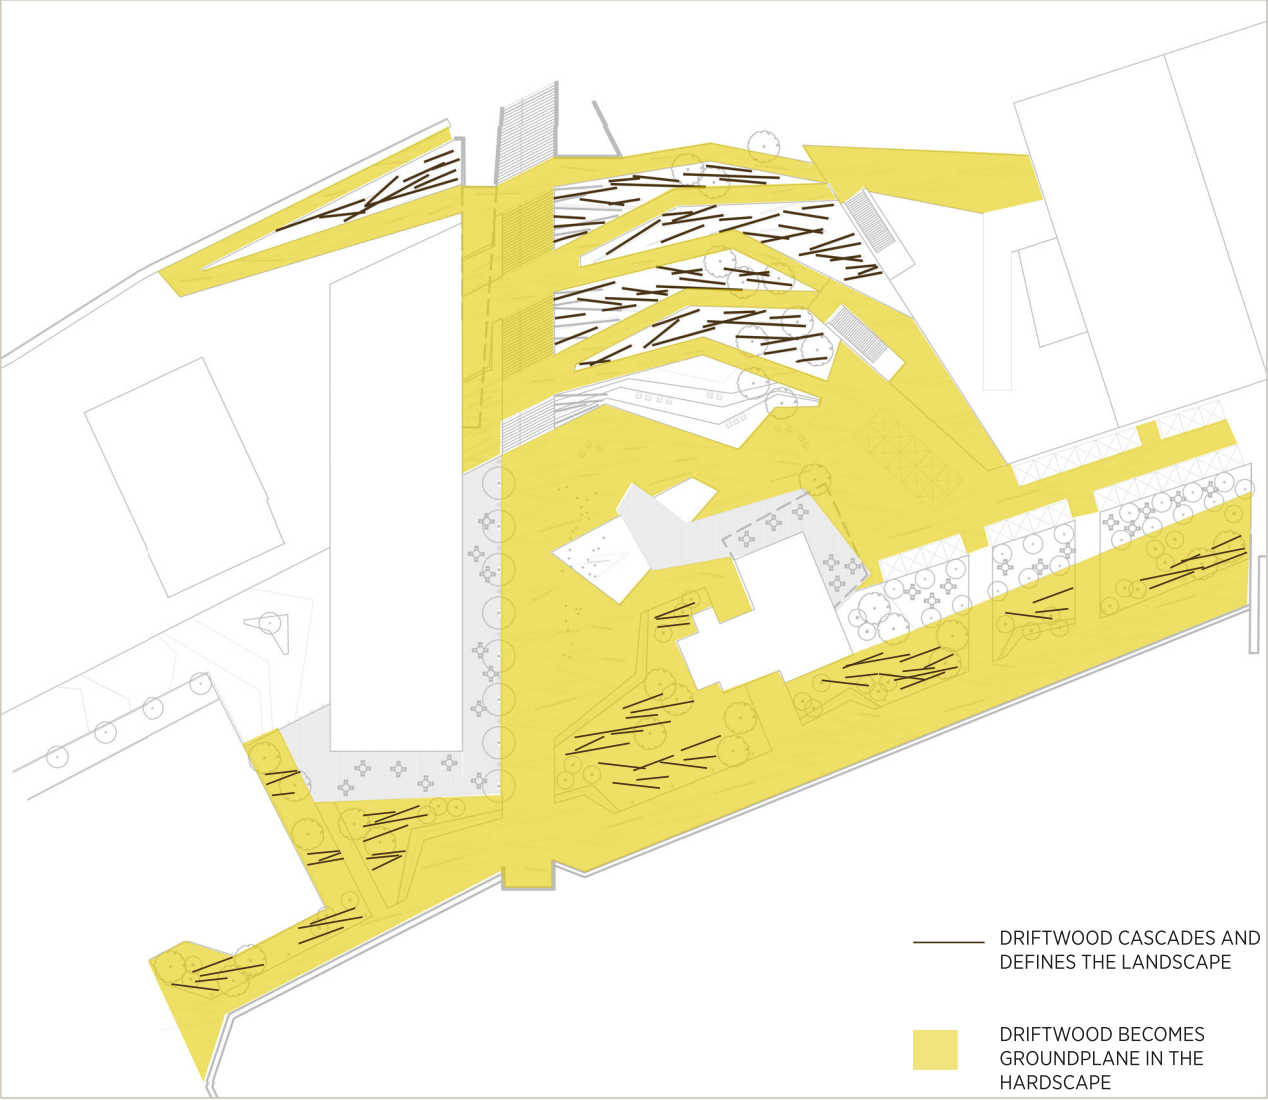 DRIFTWOOD CASCADES AND
DEFINES THE LANDSCAPE
DRIFTWOOD BECOMES
GROUNDPLANE IN THE
HARDSCAPE